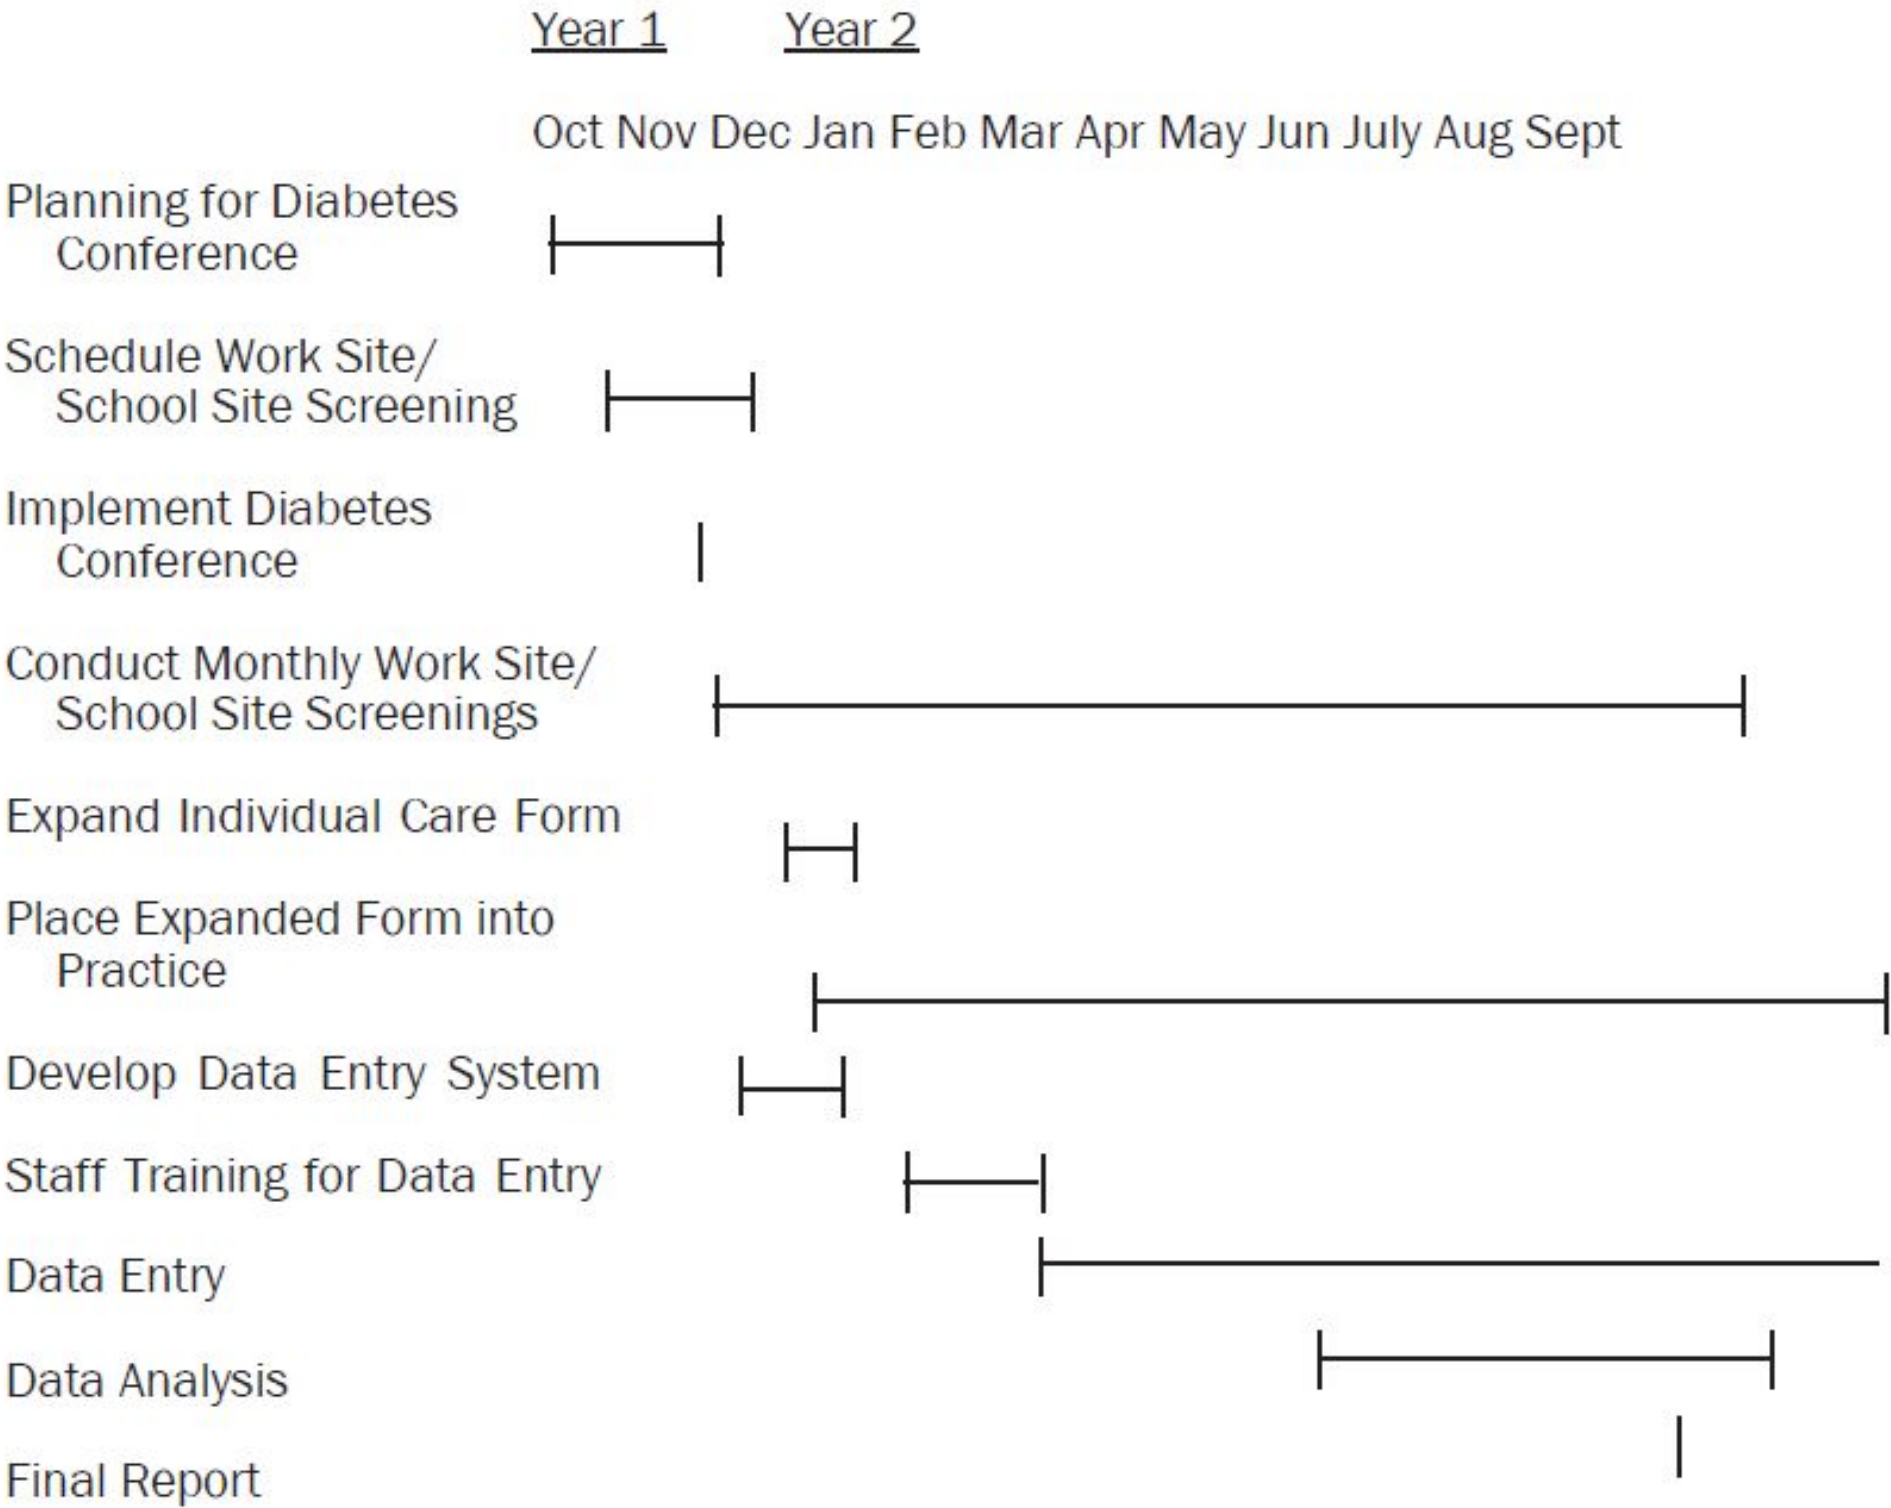 Year 1 Year 2
Oct Nov Dec Jan Feb Mar Apr May Jun July Aug Sept
Planning for Diabetes
Conference
Schedule Work Site/
School Site Screening
Implement Diabetes
Conference
Conduct Monthly Work Site/
School Site Screenings
Expand Individual Care Form
Place Expanded Form into
Practice
Develop Data Entry System
Staff Training for Data Entry
Data Entry
Data Analysis
Final Report